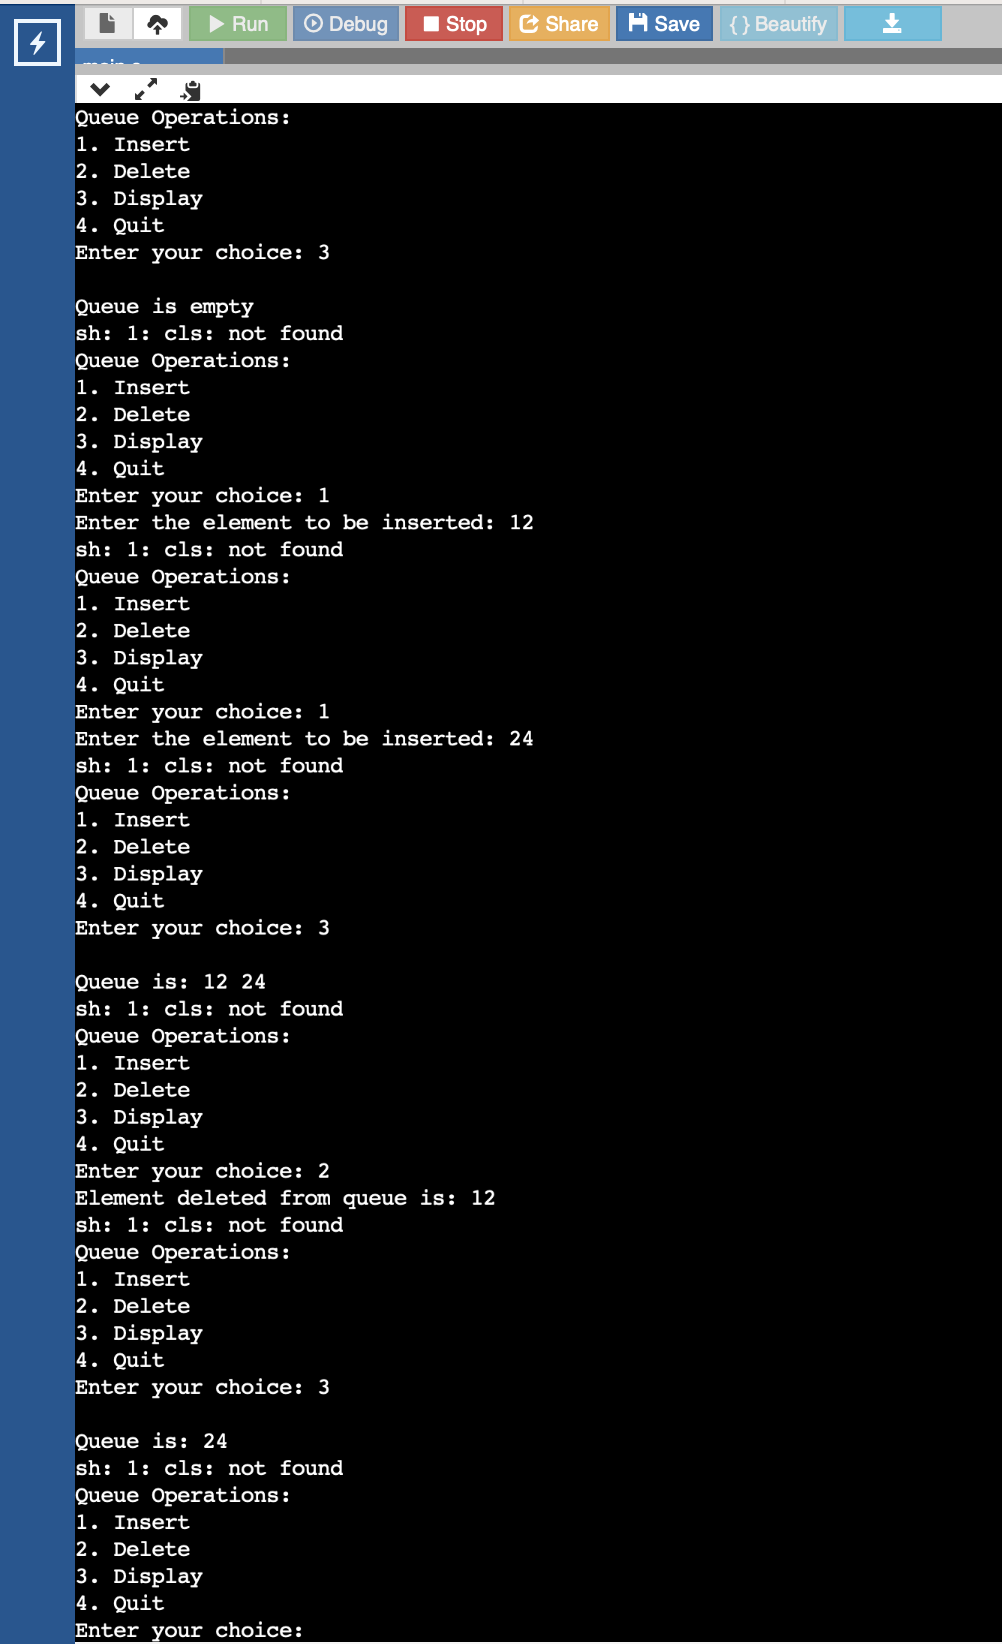 Run Debug Stop Share Save {} Beautify
Queue Operations:
1. Insert
2. Delete
3. Display
4. Quit
Enter your choice: 3
Queue is empty
sh: 1: cls: not found
Queue Operations:
1. Insert
2. Delete
3. Display
4. Quit
Enter your choice: 1
Enter the element to be inserted: 12
sh: 1: cls: not found
Queue Operations:
1. Insert
2. Delete
3. Display
4. Quit
Enter your choice: 1
Enter the element to be inserted: 24
sh: 1: cls: not found
Queue Operations:
1. Insert
2. Delete
3. Display
4. Quit
Enter your choice: 3
Queue is: 12 24
sh: 1: cls: not found
Queue Operations:
1. Insert
2. Delete
3. Display
4. Quit
Enter your choice: 2
Element deleted from queue is: 12
sh: 1: cls: not found
Queue Operations:
1. Insert
2. Delete
3. Display
4. Quit
Enter your choice: 3
Queue is: 24
sh: 1: cls: not found
Queue Operations:
1. Insert
2. Delete
3. Display
4. Quit
Enter your choice: